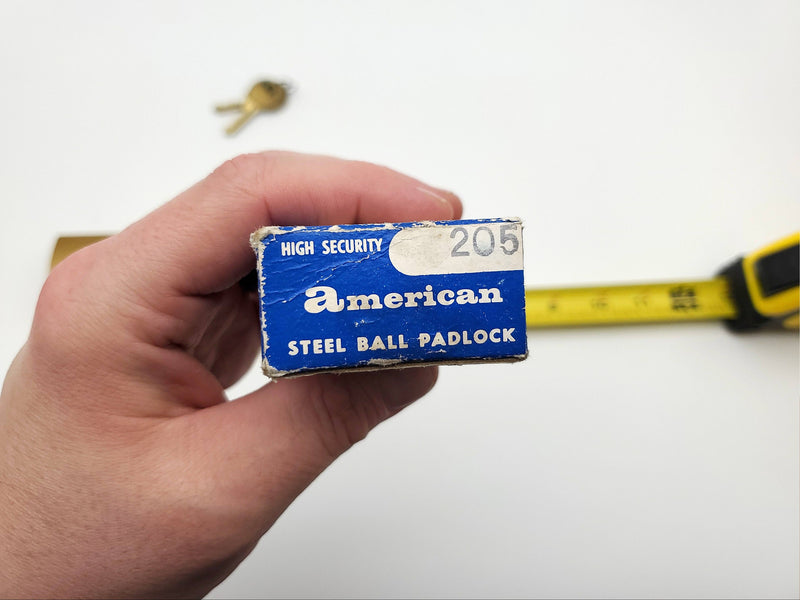 HIGH SECURITY 205
american
STEEL BALL PADLOCK